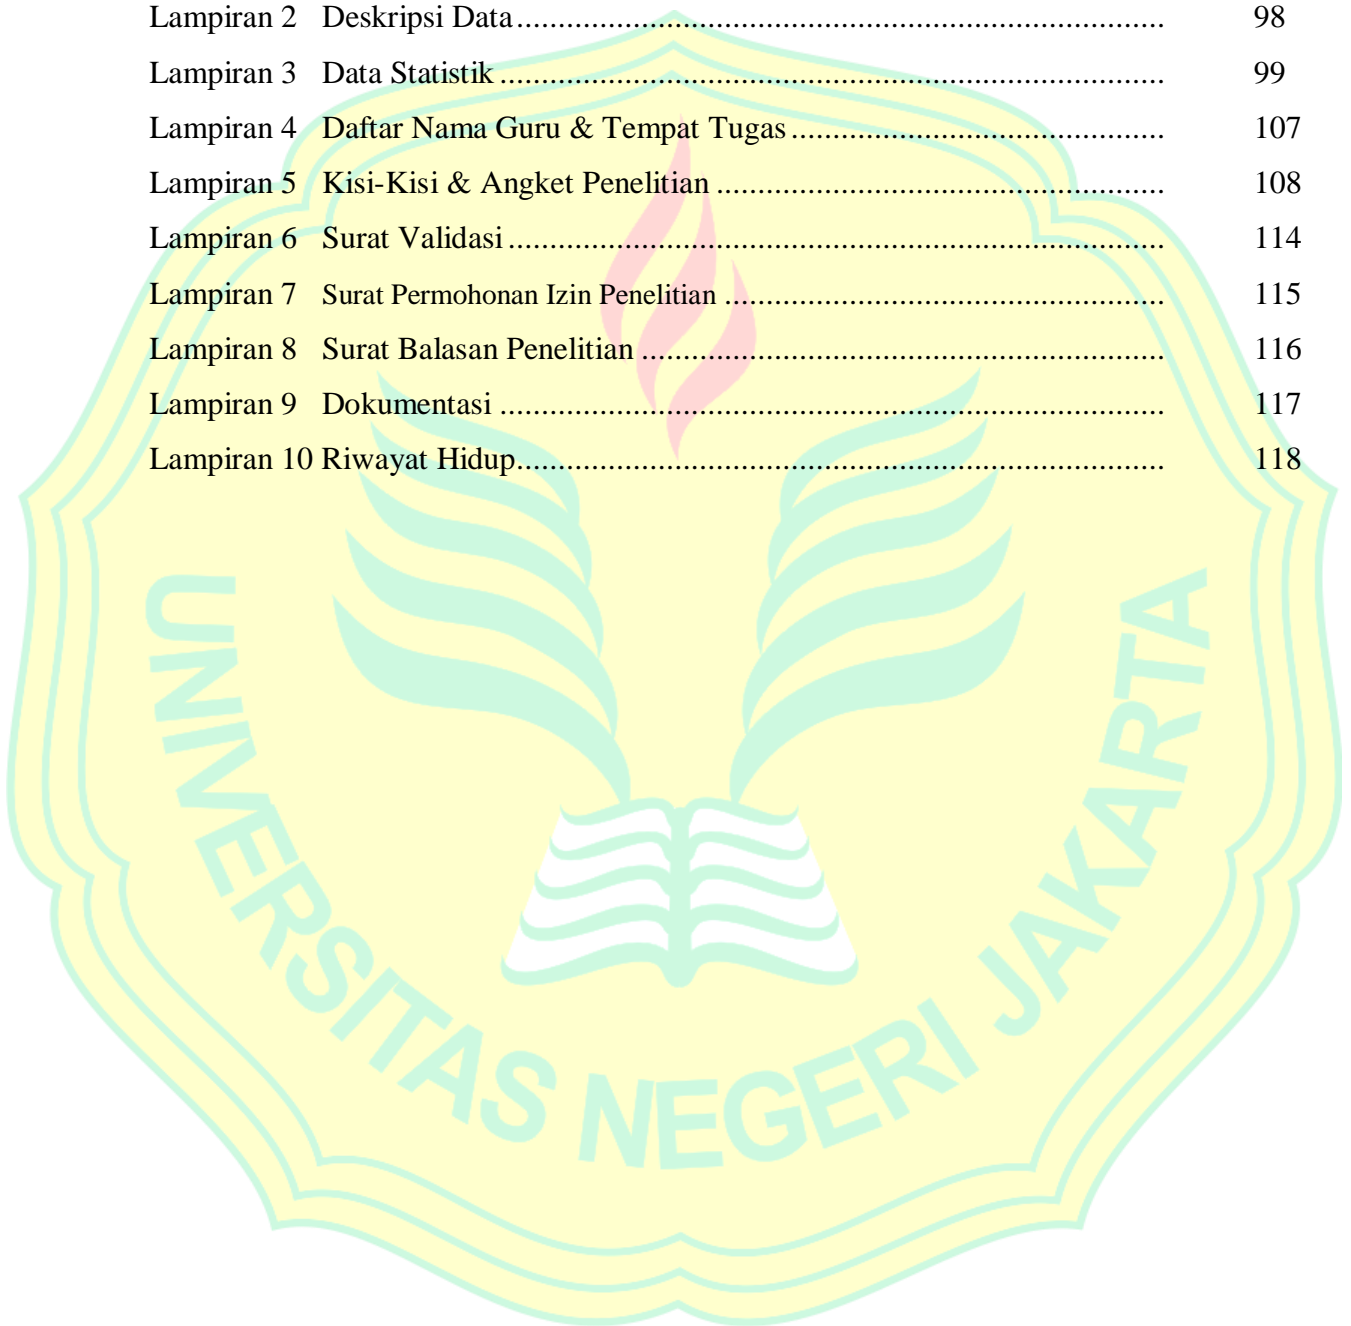 Lampiran 2 Deskripsi Data.................................................................................. 98
Lampiran 3 Data Statistik.................................................................................... 99
Lampiran 4 Daftar Nama Guru & Tempat Tugas............................................... 107
Lampiran 5 Kisi-Kisi & Angket Penelitian......................................................... 108
Lampiran 6 Surat Validasi................................................................................... 114
Lampiran 7 Surat Permohonan Izin Penelitian........................................................ 115
Lampiran 8 Surat Balasan Penelitian.................................................................. 116
Lampiran 9 Dokumentasi.................................................................................... 117
Lampiran 10 Riwayat Hidup.................................................................................. 118
UNIVERSITAS NEGERI JAKARTA